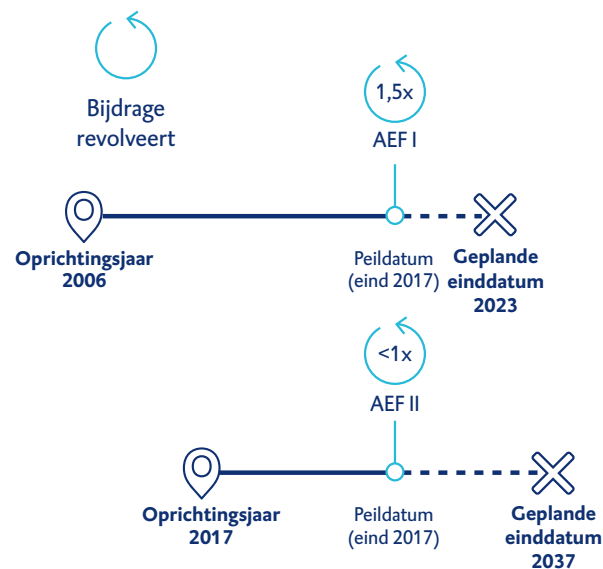 Bijdrage
revolveert
1,5x
AEF I
Oprichtingsjaar
2006
Peildatum
(eind 2017)
Geplande
einddatum
2023
<1x
AEF II
Oprichtingsjaar
2017
Peildatum
(eind 2017)
Geplande
einddatum
2037